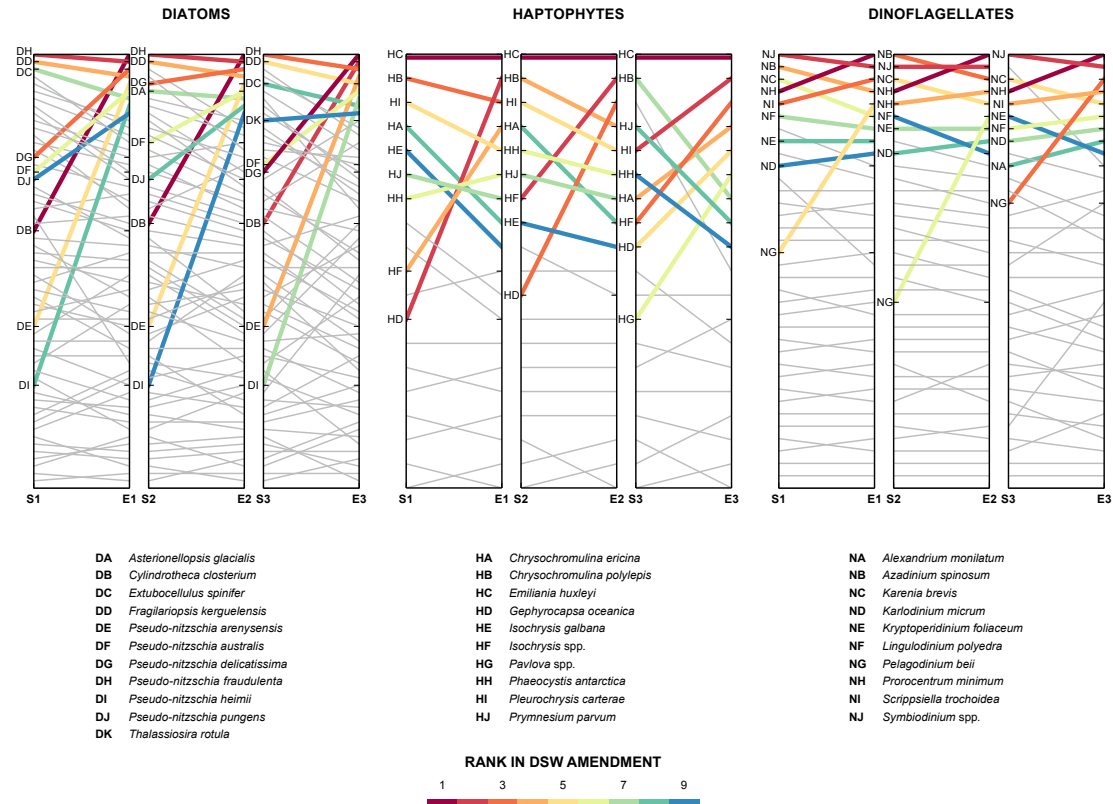 DIATOMS
HAPTOPHYTES
DINOFLAGELLATES
DH
DD
DC
DG
DF
DJ
DB
DE
DI
S1
E1
DH
DD
DG
DA
DF
DJ
DB
DE
DI
S2
E2
DH
DD
DC
DK
DF
DG
DB
DE
DI
S3
E3
HC
HB
HI
HA
HE
HJ
HH
HF
HD
S1
E1
HC
HB
HI
HA
HH
HJ
HF
HE
HD
S2
E2
HC
HB
HJ
HI
HH
HA
HF
HD
HG
S3
E3
NJ
NB
NC
NH
NI
NF
NE
ND
NG
S1
E1
NB
NJ
NC
NH
NF
NE
ND
NG
S2
E2
NJ
NC
NH
NI
NE
NF
ND
NA
NG
S3
E3
DA Asterionellopsis glacialis
DB Cylindrotheca closterium
DC Extubocellulus spinifer
DD Fragilariopsis kerguelensis
DE Pseudo-nitzschia arenysensis
DF Pseudo-nitzschia australis
DG Pseudo-nitzschia delicatissima
DH Pseudo-nitzschia fraudulenta
DI Pseudo-nitzschia heimii
DJ Pseudo-nitzschia pungens
DK Thalassiosira rotula
HA Chrysochromulina ericina
HB Chrysochromulina polylepis
HC Emiliania huxleyi
HD Gephyrocapsa oceanica
HE Isochrysis galbana
HF Isochrysis spp.
HG Pavlova spp.
HH Phaeocystis antarctica
HI Pleurochrysis carterae
HJ Prymnesium parvum
NA Alexandrium monilatum
NB Azadinium spinosum
NC Karenia brevis
ND Karlodinium micrum
NE Kryptoperidinium foliaceum
NF Lingulodinium polyedra
NG Pelagodinium beii
NH Prorocentrum minimum
NI Scrippsiella trochoidea
NJ Symbiodinium spp.
RANK IN DSW AMENDMENT
1 3 5 7 9